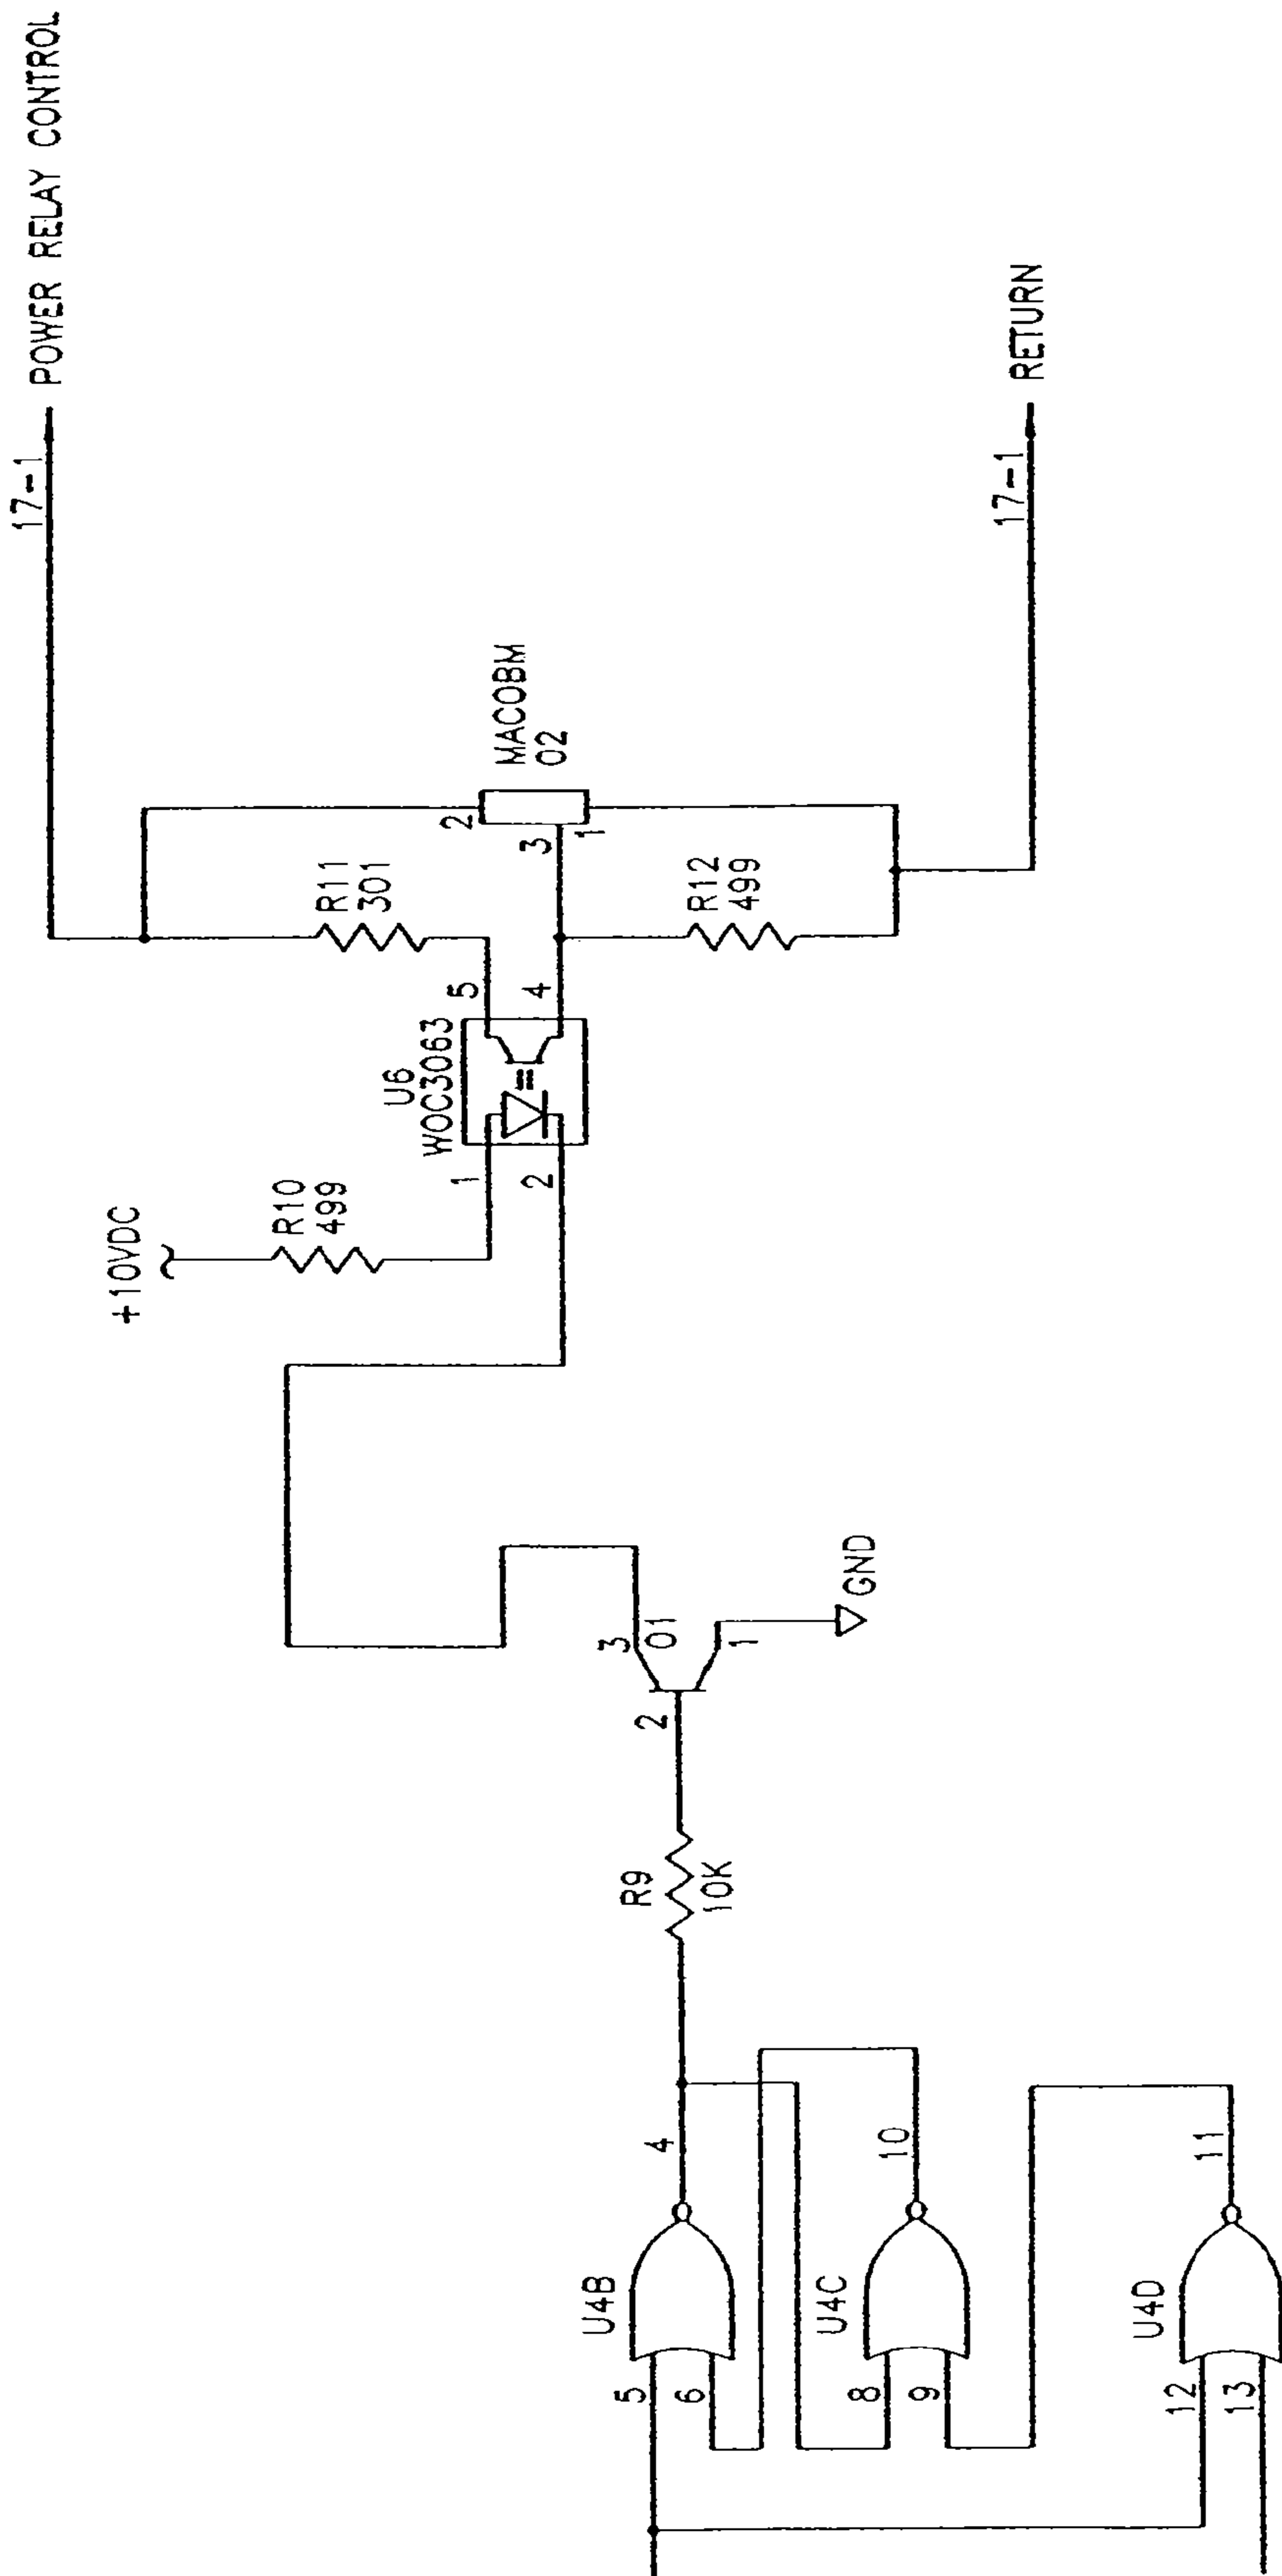 17-1
POWER RELAY CONTROL
+10VDC
R10
499
U6
WOC3063
1
2
5
4
R11
301
MACOBM
02
2
3
1
R12
499
17-1
RETURN
3
01
2
1
GND
R9
10K
U4B
5
6
4
U4C
8
9
10
U4D
12
13
11